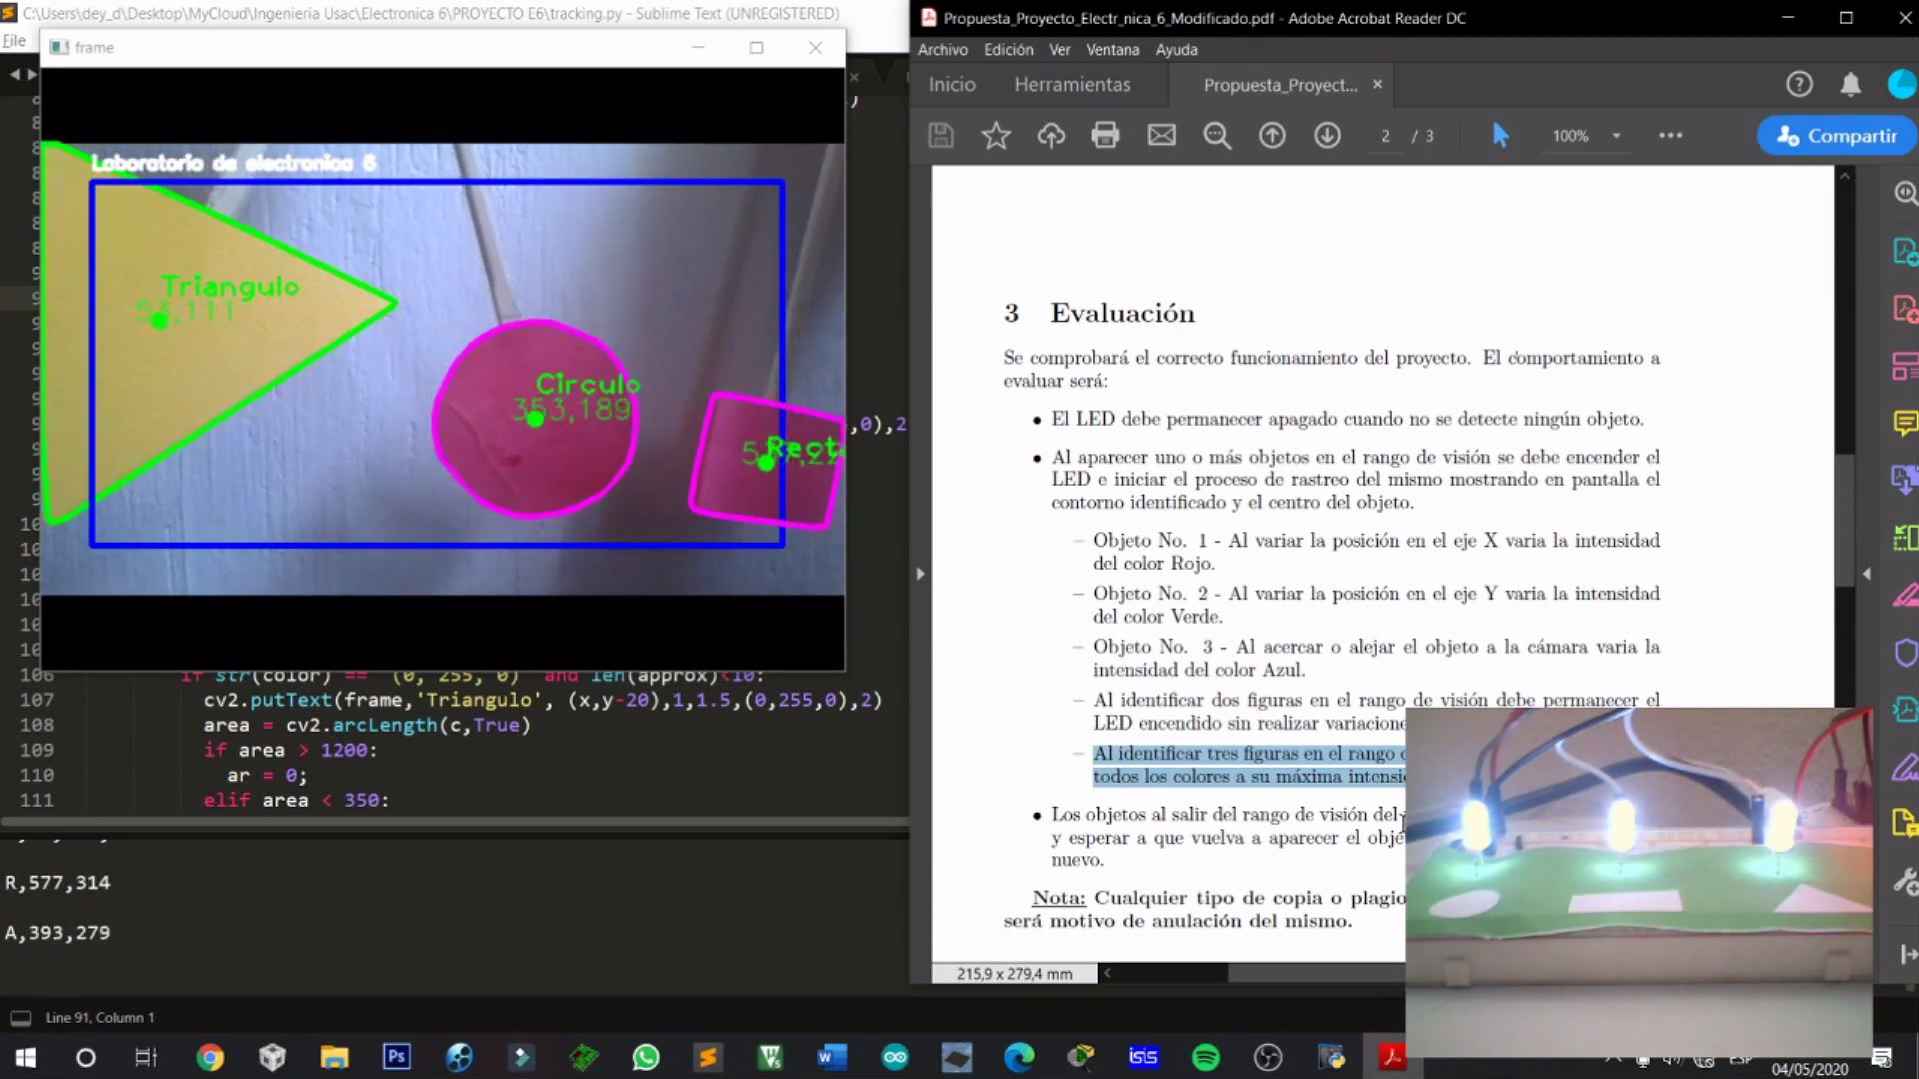 C:\Users\dey_d\Desktop\MyCloud\Ingenieria Usac\Electronica 6\PROYECTO E6\tracking.py - Sublime Text (UNREGISTERED)
File
frame
Laboratorio de electronica 6
Triangulo
53,111
Circulo
353,189
Rect
,0),2
106 if str(color) == "(0, 255, 0)" and len(approx)<10:
107 cv2.putText(frame,'Triangulo', (x,y-20),1,1.5,(0,255,0),2)
108 area = cv2.arcLength(c,True)
109 if area > 1200:
110 ar = 0;
111 elif area < 350:
R,577,314
A,393,279
Line 91, Column 1
Propuesta_Proyecto_Electr_nica_6_Modificado.pdf - Adobe Acrobat Reader DC
Archivo Edición Ver Ventana Ayuda
Inicio Herramientas Propuesta_Proyect... ×
2 / 3 100% Compartir
3 Evaluación
Se comprobará el correcto funcionamiento del proyecto. El comportamiento a
evaluar será:
• El LED debe permanecer apagado cuando no se detecte ningún objeto.
• Al aparecer uno o más objetos en el rango de visión se debe encender el
LED e iniciar el proceso de rastreo del mismo mostrando en pantalla el
contorno identificado y el centro del objeto.
– Objeto No. 1 - Al variar la posición en el eje X varia la intensidad
del color Rojo.
– Objeto No. 2 - Al variar la posición en el eje Y varia la intensidad
del color Verde.
– Objeto No. 3 - Al acercar o alejar el objeto a la cámara varia la
intensidad del color Azul.
– Al identificar dos figuras en el rango de visión debe permanecer el
LED encendido sin realizar variacione
– Al identificar tres figuras en el rango
todos los colores a su máxima intensi
• Los objetos al salir del rango de visión del
y esperar a que vuelva a aparecer el obje
nuevo.
Nota: Cualquier tipo de copia o plagio
será motivo de anulación del mismo.
215,9 x 279,4 mm
Ps
isis
ESP
04/05/2020